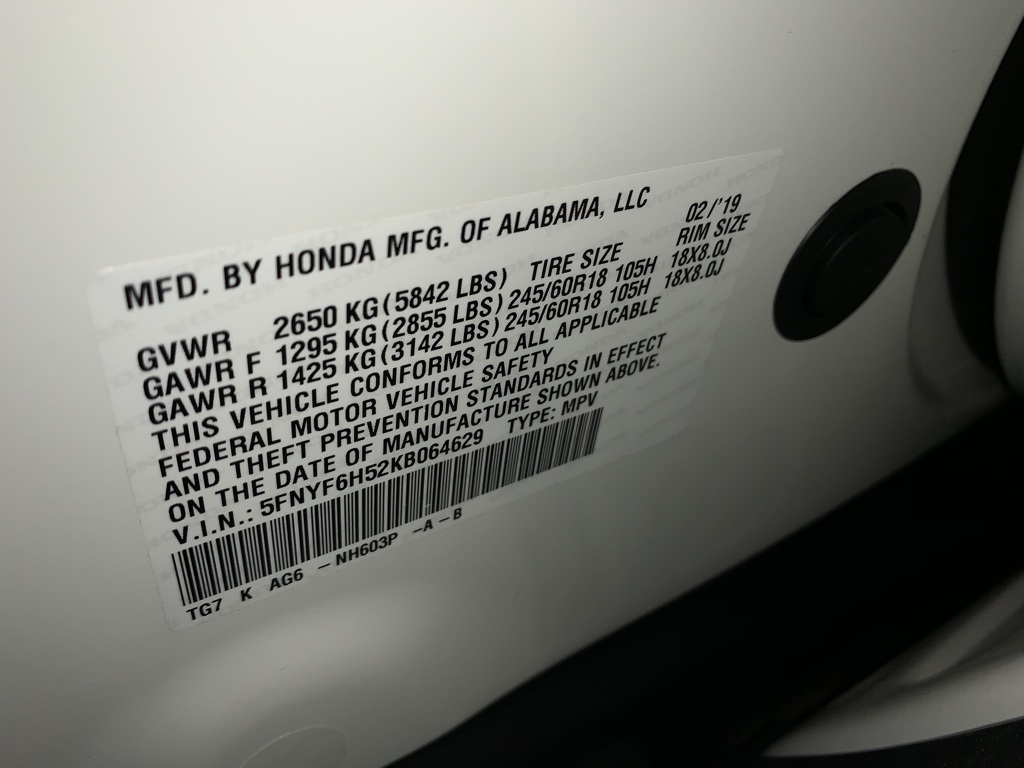 MFD. BY HONDA MFG. OF ALABAMA, LLC 02/'19
GVWR 2650 KG (5842 LBS) TIRE SIZE RIM SIZE
GAWR F 1295 KG (2855 LBS) 245/60R18 105H 18X8.0J
GAWR R 1425 KG (3142 LBS) 245/60R18 105H 18X8.0J
THIS VEHICLE CONFORMS TO ALL APPLICABLE
FEDERAL MOTOR VEHICLE SAFETY
AND THEFT PREVENTION STANDARDS IN EFFECT
ON THE DATE OF MANUFACTURE SHOWN ABOVE.
V.I.N.: 5FNYF6H52KB064629 TYPE: MPV
TG7 K AG6 -NH603P -A-B